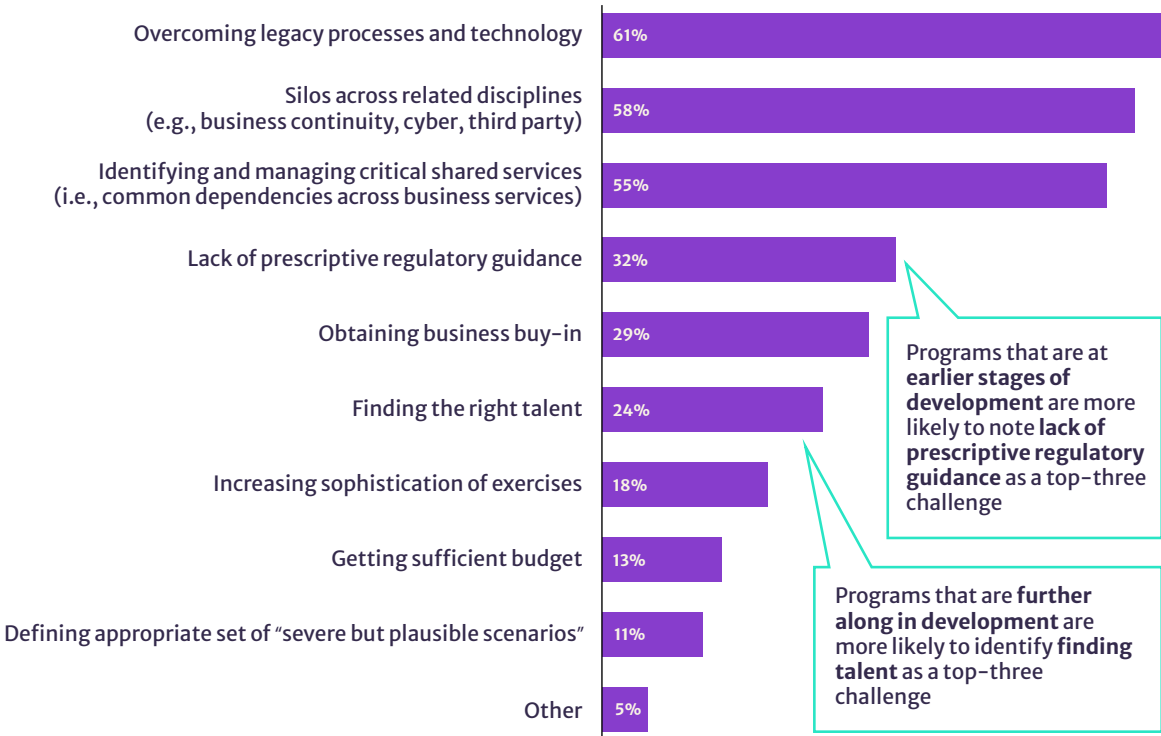 Overcoming legacy processes and technology
61%
Silos across related disciplines
(e.g., business continuity, cyber, third party)
58%
Identifying and managing critical shared services
(i.e., common dependencies across business services)
55%
Lack of prescriptive regulatory guidance
32%
Obtaining business buy-in
29%
Finding the right talent
24%
Increasing sophistication of exercises
18%
Getting sufficient budget
13%
Defining appropriate set of “severe but plausible scenarios”
11%
Other
5%
Programs that are at
earlier stages of
development are more
likely to note lack of
prescriptive regulatory
guidance as a top-three
challenge
Programs that are further
along in development are
more likely to identify finding
talent as a top-three
challenge